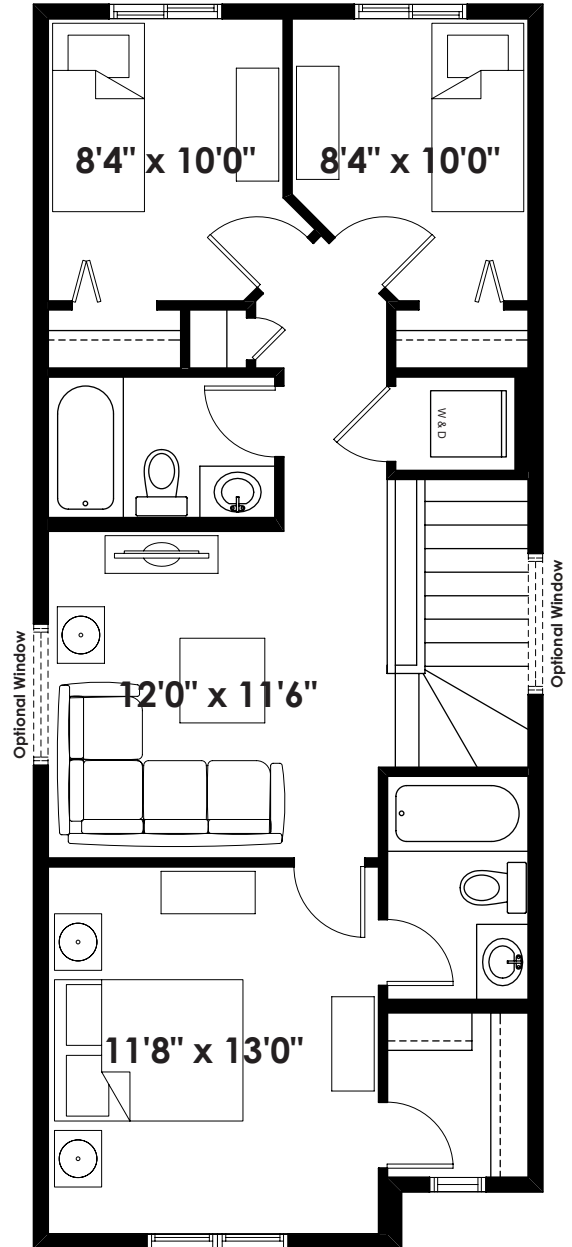 8'4" x 10'0"
8'4" x 10'0"
W & D
Optional Window
Optional Window
12'0" x 11'6"
11'8" x 13'0"